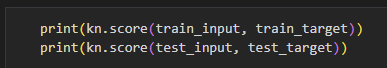 print(kn.score(train_input, train_target))
print(kn.score(test_input, test_target))